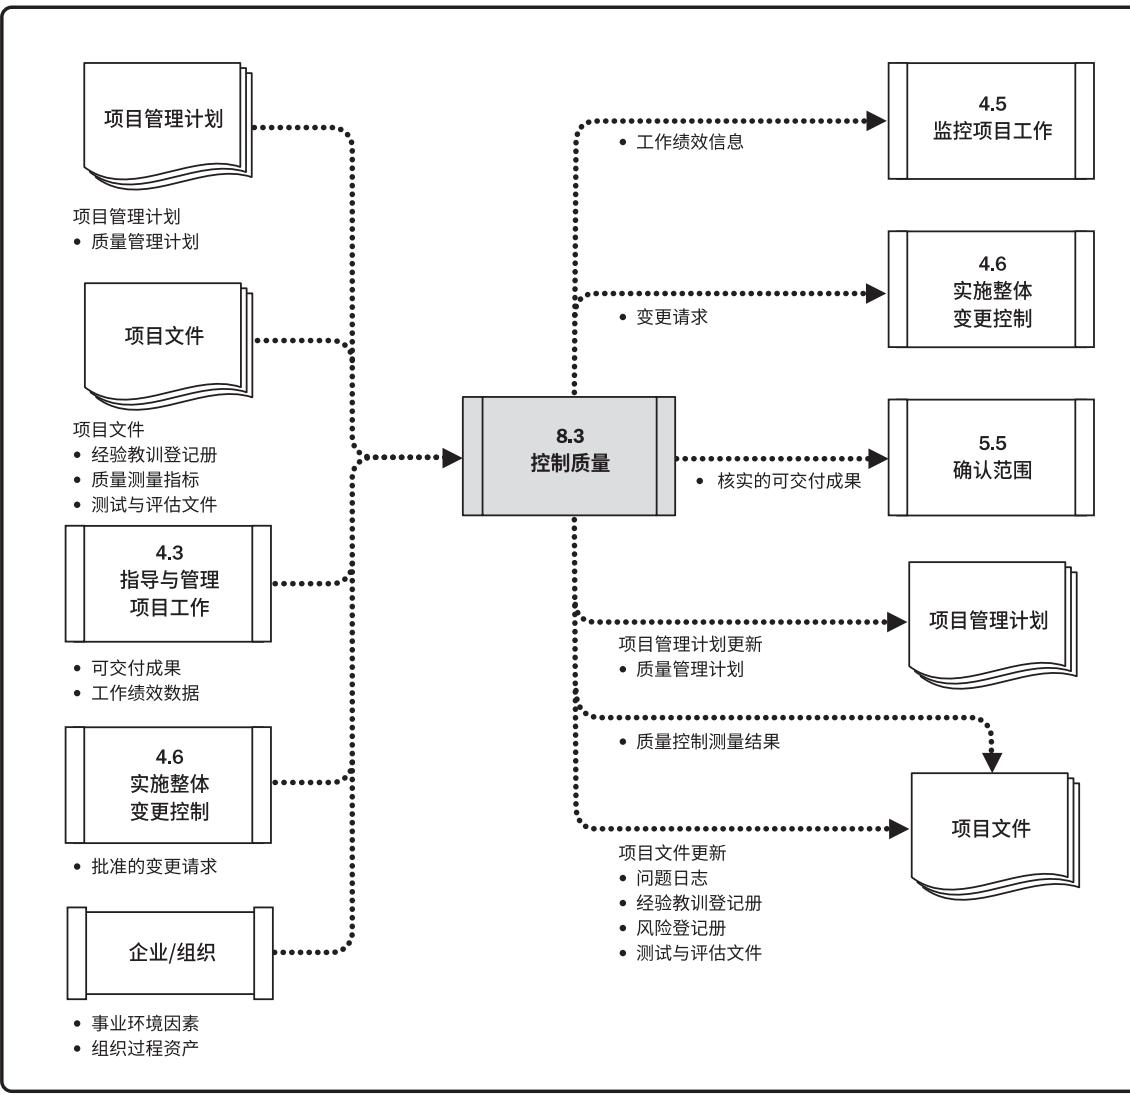 项目管理计划
项目管理计划
• 质量管理计划
项目文件
项目文件
• 经验教训登记册
• 质量测量指标
• 测试与评估文件
4.3
指导与管理
项目工作
• 可交付成果
• 工作绩效数据
4.6
实施整体
变更控制
• 批准的变更请求
企业/组织
• 事业环境因素
• 组织过程资产
8.3
控制质量
4.5
监控项目工作
• 工作绩效信息
4.6
实施整体
变更控制
• 变更请求
5.5
确认范围
• 核实的可交付成果
项目管理计划
项目管理计划更新
• 质量管理计划
• 质量控制测量结果
项目文件
项目文件更新
• 问题日志
• 经验教训登记册
• 风险登记册
• 测试与评估文件